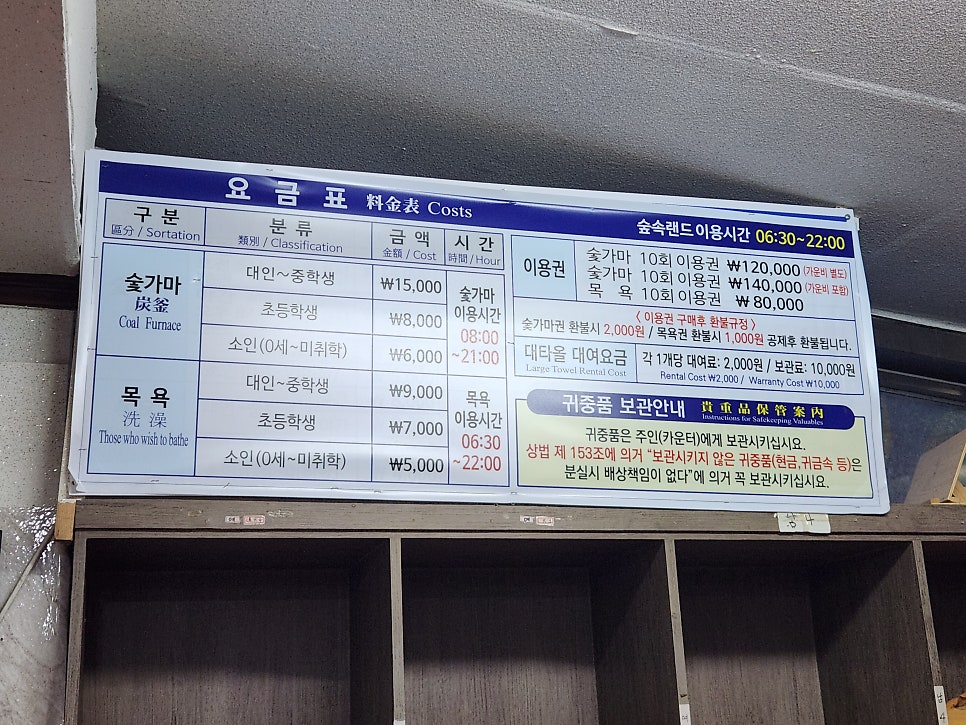 요 금 표 料金表 Costs
숲속랜드 이용시간 06:30~22:00
구 분
區分 / Sortation
분 류
類別 / Classification
금 액
金額 / Cost
시 간
時間 / Hour
숯가마
炭釜
Coal Furnace
대인~중학생 ₩15,000
초등학생 ₩8,000
소인(0세~미취학) ₩6,000
숯가마
이용시간
08:00
~21:00
목 욕
洗 澡
Those who wish to bathe
대인~중학생 ₩9,000
초등학생 ₩7,000
소인(0세~미취학) ₩5,000
목 욕
이용시간
06:30
~22:00
이용권
숯가마 10회 이용권 ₩120,000 (가운비 별도)
숯가마 10회 이용권 ₩140,000 (가운비 포함)
목 욕 10회 이용권 ₩ 80,000
< 이용권 구매후 환불규정 >
숯가마권 환불시 2,000원 / 목욕권 환불시 1,000원 공제후 환불됩니다.
대타올 대여요금
Large Towel Rental Cost
각 1개당 대여료: 2,000원 / 보관료: 10,000원
Rental Cost ₩2,000 / Warranty Cost ₩10,000
귀중품 보관안내 貴重品保管案內
Instructions for Safekeeping Valuables
귀중품은 주인(카운터)에게 보관시키십시요.
상법 제 153조에 의거 "보관시키지 않은 귀중품(현금,귀금속 등)은
분실시 배상책임이 없다"에 의거 꼭 보관시키십시요.